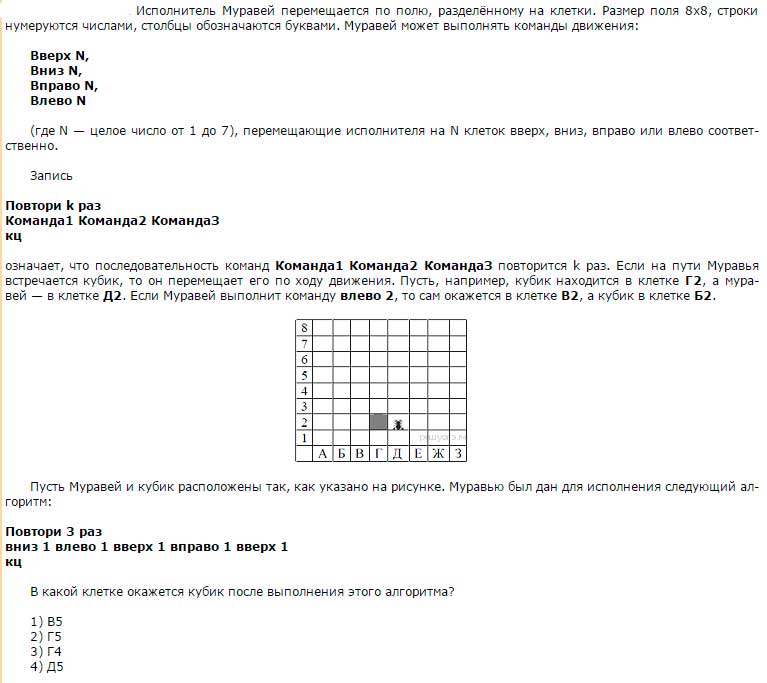 Исполнитель Муравей перемещается по полю, разделённому на клетки. Размер поля 8x8, строки
нумеруются числами, столбцы обозначаются буквами. Муравей может выполнять команды движения:
Вверх N,
Вниз N,
Вправо N,
Влево N
(где N — целое число от 1 до 7), перемещающие исполнителя на N клеток вверх, вниз, вправо или влево соответ-
ственно.
Запись
Повтори k раз
Команда1 Команда2 Команда3
кц
означает, что последовательность команд Команда1 Команда2 Команда3 повторится k раз. Если на пути Муравья
встречается кубик, то он перемещает его по ходу движения. Пусть, например, кубик находится в клетке Г2, а мура-
вей — в клетке Д2. Если Муравей выполнит команду влево 2, то сам окажется в клетке В2, а кубик в клетке Б2.
8
7
6
5
4
3
2
1
А Б В Г Д Е Ж З
Пусть Муравей и кубик расположены так, как указано на рисунке. Муравью был дан для исполнения следующий ал-
горитм:
Повтори 3 раз
вниз 1 влево 1 вверх 1 вправо 1 вверх 1
кц
В какой клетке окажется кубик после выполнения этого алгоритма?
1) В5
2) Г5
3) Г4
4) Д5